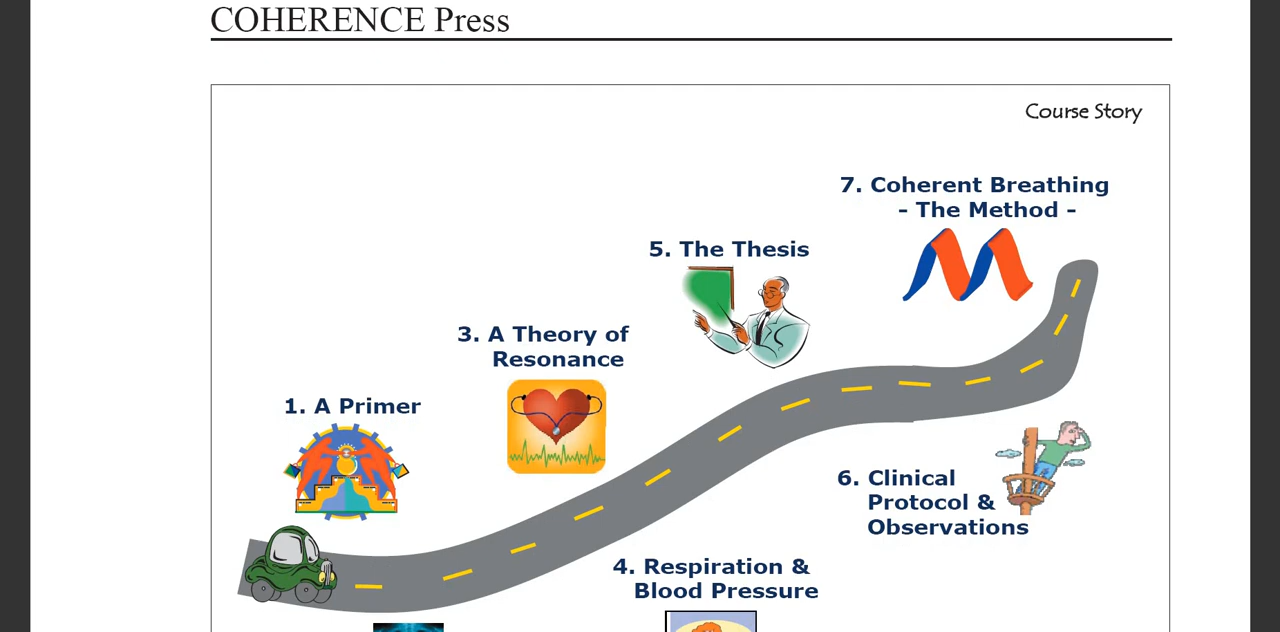 COHERENCE Press
Course Story
7. Coherent Breathing
- The Method -
5. The Thesis
3. A Theory of
Resonance
1. A Primer
6. Clinical
Protocol &
Observations
4. Respiration &
Blood Pressure